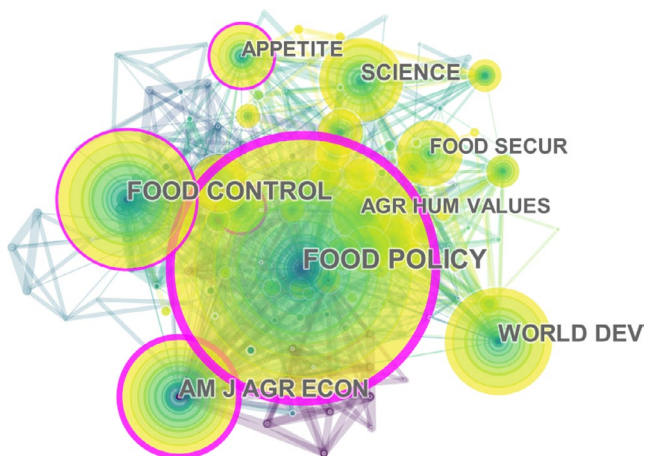 APPETITE
SCIENCE
FOOD SECUR
FOOD CONTROL
AGR HUM VALUES
FOOD POLICY
WORLD DEV
AM J AGR ECON